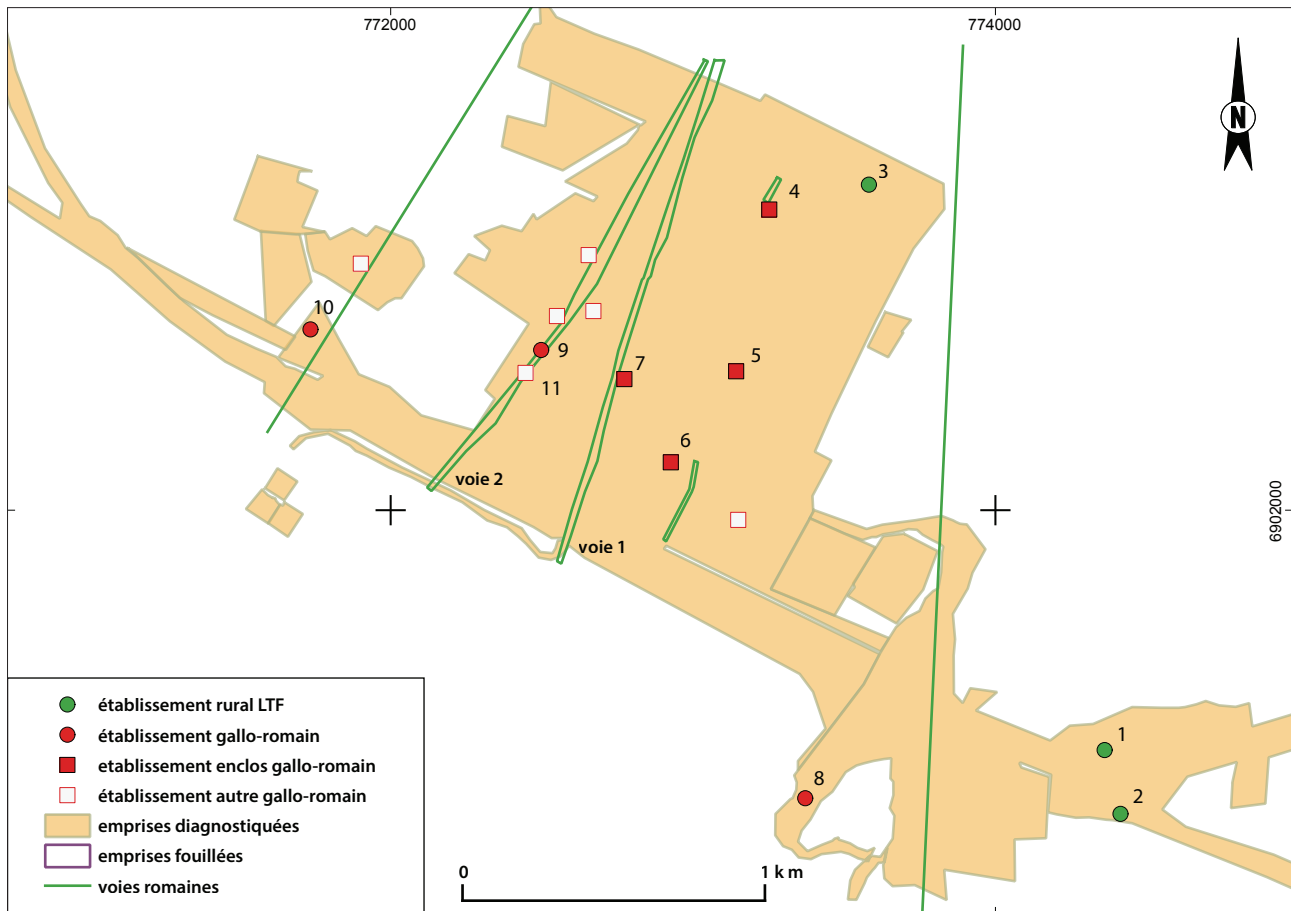 772000
774000
N
3
4
10
9
7
5
11
6
voie 2
6902000
voie 1
1
8
2
établissement rural LTF
établissement gallo-romain
etablissement enclos gallo-romain
établissement autre gallo-romain
emprises diagnostiquées
emprises fouillées
voies romaines
0
1 km